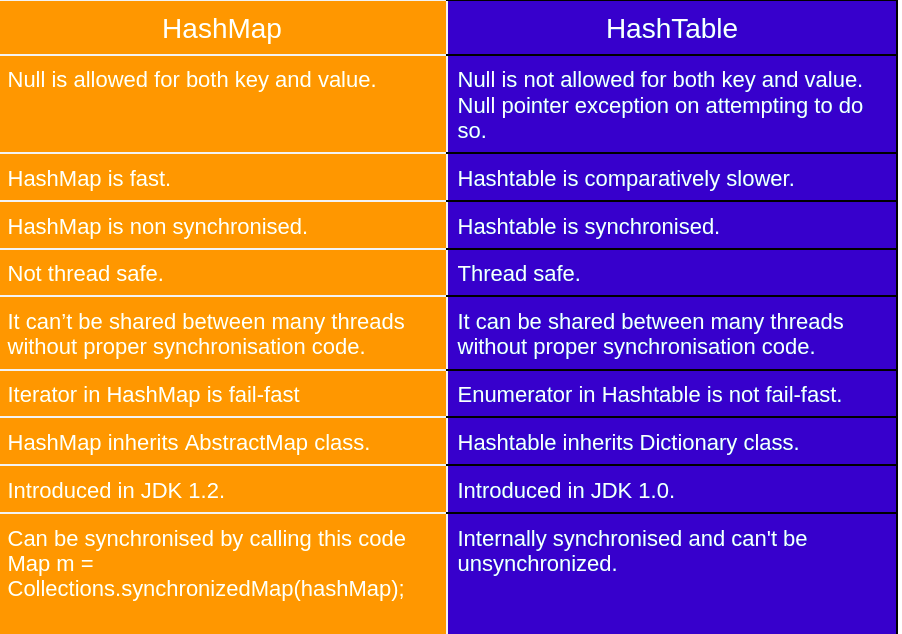 HashMap
HashTable
Null is allowed for both key and value.
Null is not allowed for both key and value.
Null pointer exception on attempting to do
so.
HashMap is fast.
Hashtable is comparatively slower.
HashMap is non synchronised.
Hashtable is synchronised.
Not thread safe.
Thread safe.
It can’t be shared between many threads
without proper synchronisation code.
It can be shared between many threads
without proper synchronisation code.
Iterator in HashMap is fail-fast
Enumerator in Hashtable is not fail-fast.
HashMap inherits AbstractMap class.
Hashtable inherits Dictionary class.
Introduced in JDK 1.2.
Introduced in JDK 1.0.
Can be synchronised by calling this code
Map m =
Collections.synchronizedMap(hashMap);
Internally synchronised and can't be
unsynchronized.